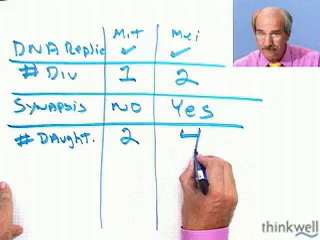 Mit Mei
DNA Replic ✓ ✓
# Div 1 2
Synapsis NO Yes
# Daught. 2 4
thinkwell